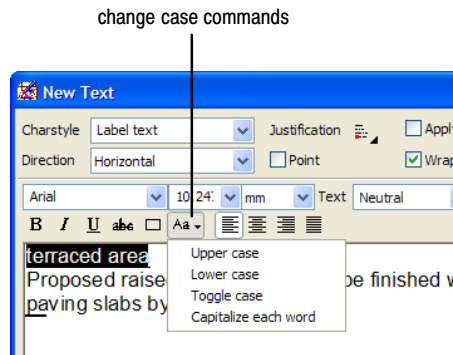 change case commands
New Text
Charstyle Label text Justification Appl
Direction Horizontal Point Wrap
Arial 10.247 mm Text Neutral
B I U abc Aa
terraced area
Upper case
Proposed raise be finished w
Lower case
paving slabs by
Toggle case
Capitalize each word